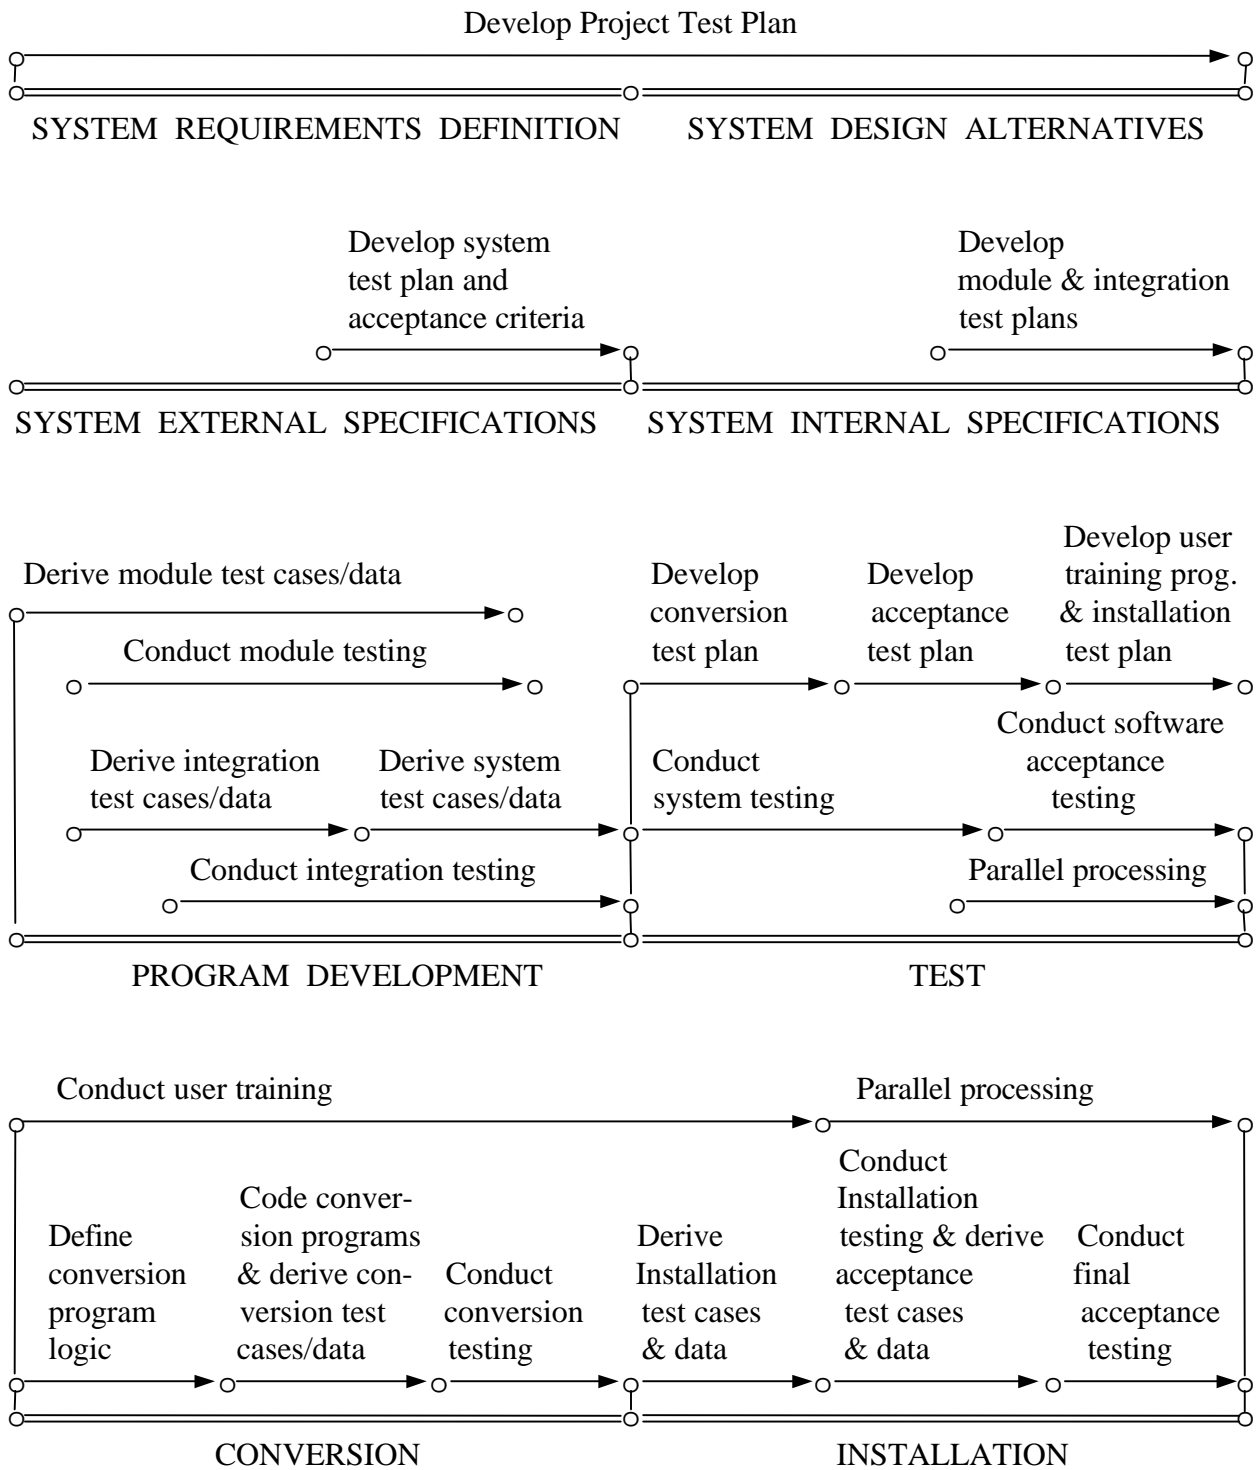 Develop Project Test Plan
SYSTEM REQUIREMENTS DEFINITION
SYSTEM DESIGN ALTERNATIVES
Develop system
test plan and
acceptance criteria
Develop
module & integration
test plans
SYSTEM EXTERNAL SPECIFICATIONS
SYSTEM INTERNAL SPECIFICATIONS
Derive module test cases/data
Conduct module testing
Develop
conversion
test plan
Develop
acceptance
test plan
Develop user
training prog.
& installation
test plan
Derive integration
test cases/data
Derive system
test cases/data
Conduct
system testing
Conduct software
acceptance
testing
Conduct integration testing
Parallel processing
PROGRAM DEVELOPMENT
TEST
Conduct user training
Parallel processing
Define
conversion
program
logic
Code conver-
sion programs
& derive con-
version test
cases/data
Conduct
conversion
testing
Derive
Installation
test cases
& data
Conduct
Installation
testing & derive
acceptance
test cases
& data
Conduct
final
acceptance
testing
CONVERSION
INSTALLATION